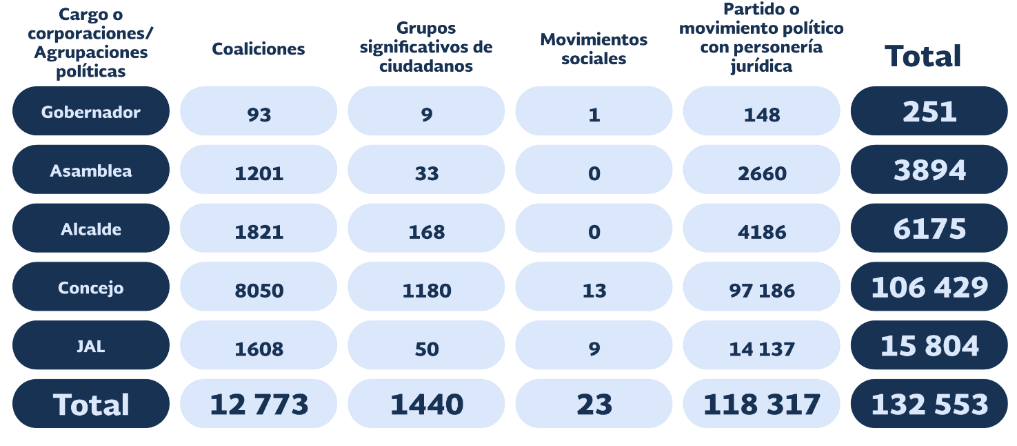 Cargo o
corporaciones/
Agrupaciones
políticas
Coaliciones
Grupos
significativos de
ciudadanos
Movimientos
sociales
Partido o
movimiento político
con personería
jurídica
Total
Gobernador 93 9 1 148 251
Asamblea 1201 33 0 2660 3894
Alcalde 1821 168 0 4186 6175
Concejo 8050 1180 13 97 186 106 429
JAL 1608 50 9 14 137 15 804
Total 12 773 1440 23 118 317 132 553